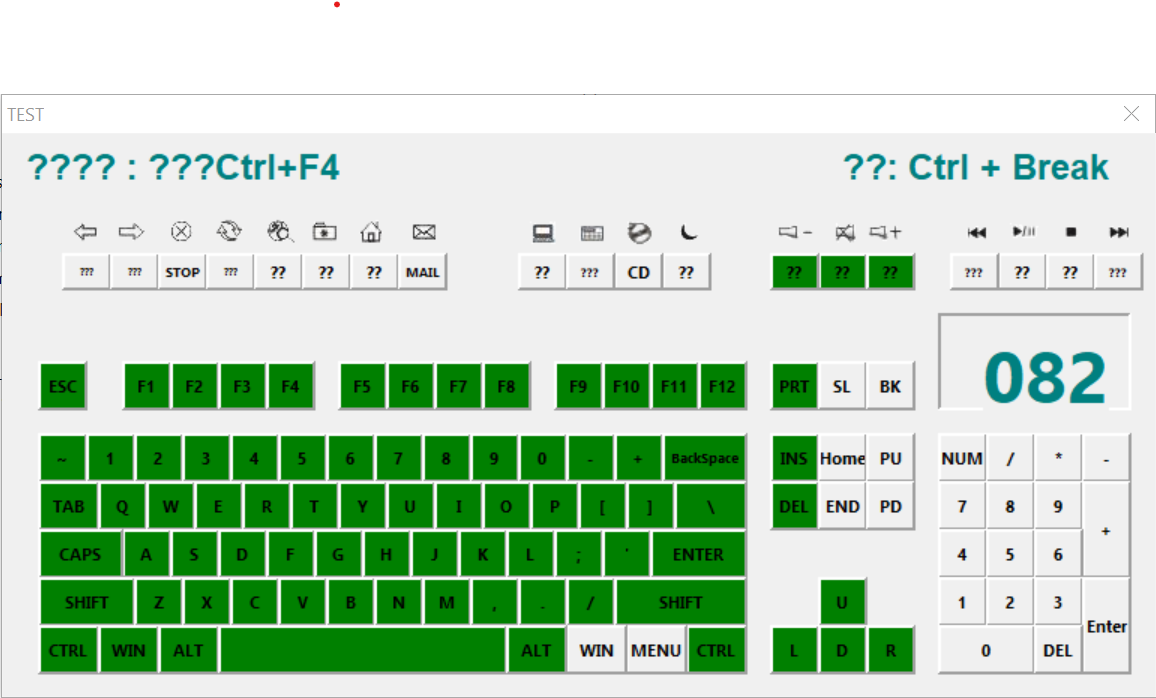 TEST
???? : ???Ctrl+F4 ??: Ctrl + Break
??? ??? STOP ??? ?? ?? ?? MAIL ?? ??? CD ?? ?? ?? ?? ??? ?? ?? ???
082
ESC F1 F2 F3 F4 F5 F6 F7 F8 F9 F10 F11 F12 PRT SL BK
~ 1 2 3 4 5 6 7 8 9 0 - + BackSpace INS Home PU NUM / * -
TAB Q W E R T Y U I O P [ ] \ DEL END PD 7 8 9 +
CAPS A S D F G H J K L ; ' ENTER 4 5 6
SHIFT Z X C V B N M , . / SHIFT U 1 2 3 Enter
CTRL WIN ALT ALT WIN MENU CTRL L D R 0 DEL